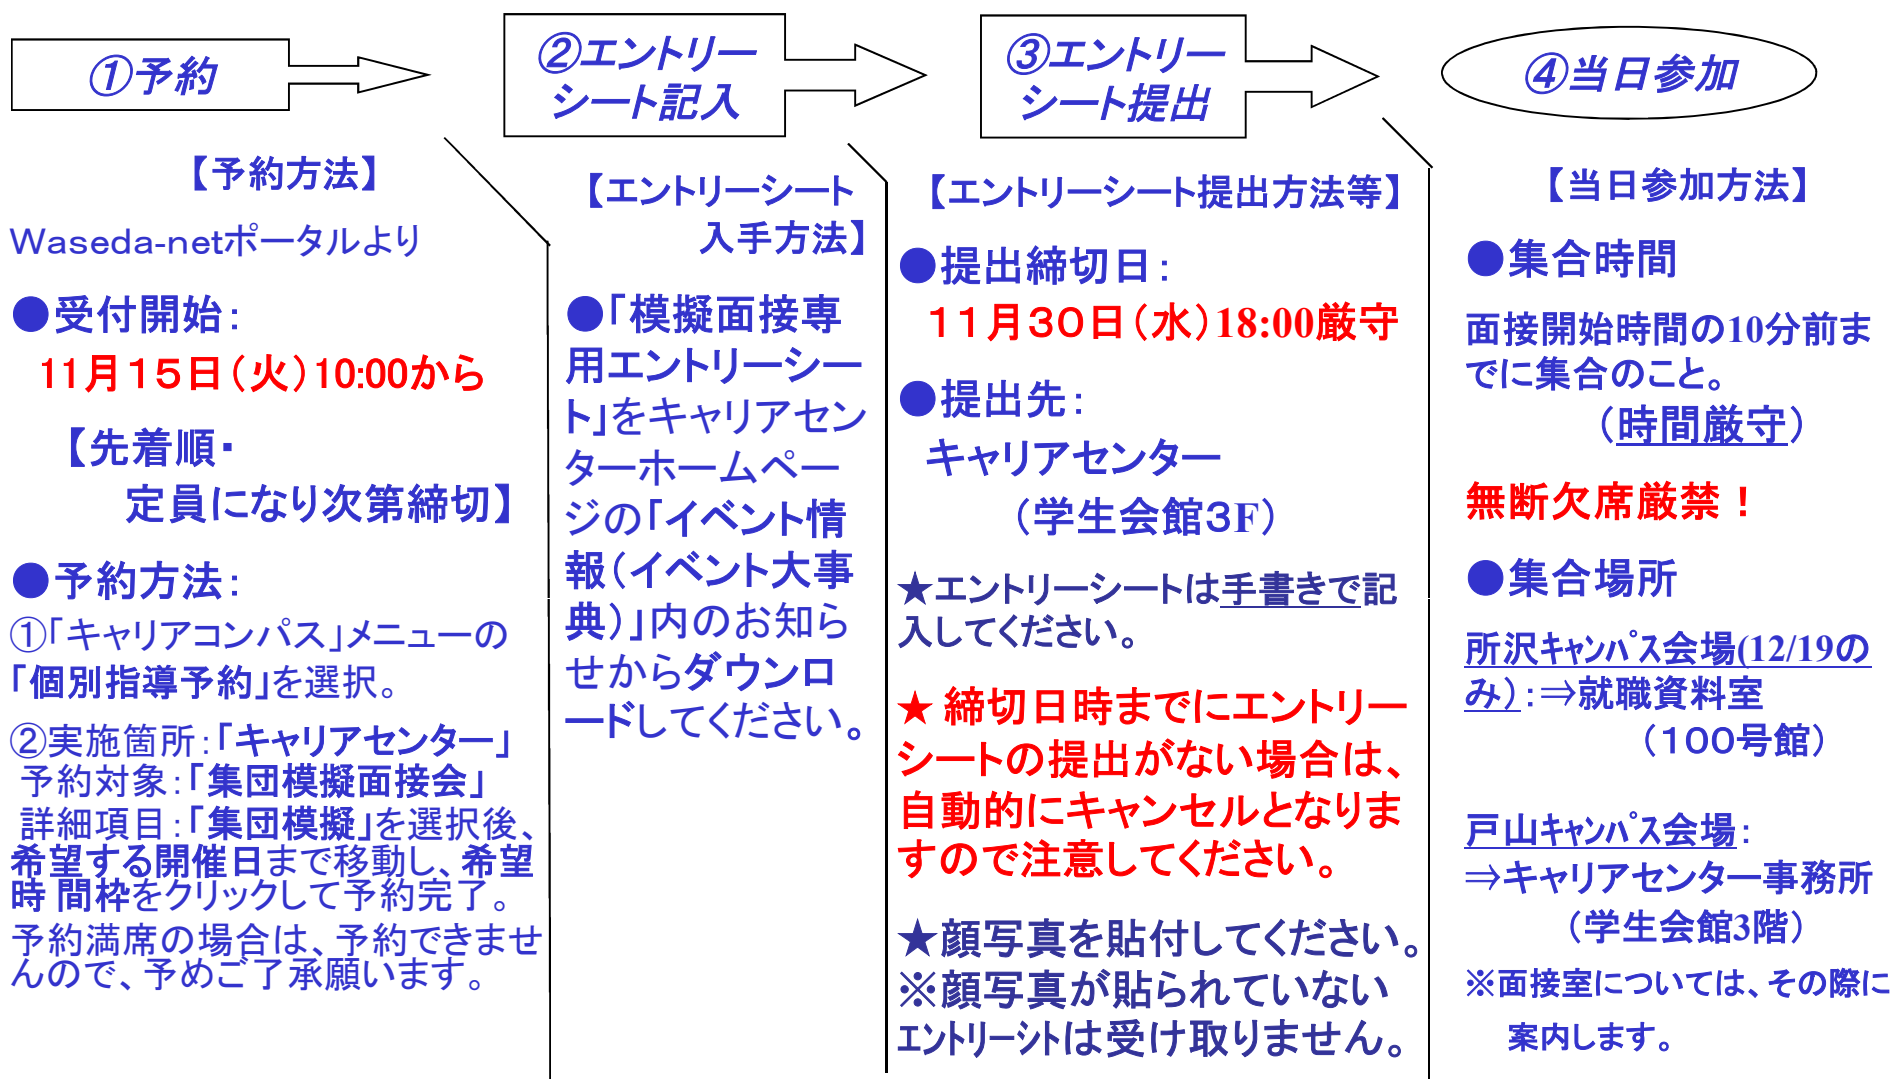 ①予約
②エントリー
シート記入
③エントリー
シート提出
④当日参加
【予約方法】
Waseda-netポータルより
●受付開始：
11月１５日（火）10:00から
【先着順・
定員になり次第締切】
●予約方法：
①「キャリアコンパス」メニューの
「個別指導予約」を選択。
②実施箇所：「キャリアセンター」
予約対象：「集団模擬面接会」
詳細項目：「集団模擬」を選択後、
希望する開催日まで移動し、希望
時 間枠をクリックして予約完了。
予約満席の場合は、予約できませ
んので、予めご了承願います。
【エントリーシート
入手方法】
●「模擬面接専
用エントリーシー
ト」をキャリアセン
ターホームペー
ジの「イベント情
報（イベント大事
典）」内のお知ら
せからダウンロ
ードしてください。
【エントリーシート提出方法等】
●提出締切日：
１１月３０日（水）18:00厳守
●提出先：
キャリアセンター
（学生会館３F）
★エントリーシートは手書きで記
入してください。
★ 締切日時までにエントリー
シートの提出がない場合は、
自動的にキャンセルとなりま
すので注意してください。
★顔写真を貼付してください。
※顔写真が貼られていない
ｴﾝﾄﾘｰｼﾄは受け取りません。
【当日参加方法】
●集合時間
面接開始時間の10分前ま
でに集合のこと。
（時間厳守）
無断欠席厳禁！
●集合場所
所沢ｷｬﾝﾊﾟｽ会場(12/19の
み）：⇒就職資料室
（１００号館）
戸山ｷｬﾝﾊﾟｽ会場：
⇒キャリアセンター事務所
（学生会館3階）
※面接室については、その際に
案内します。